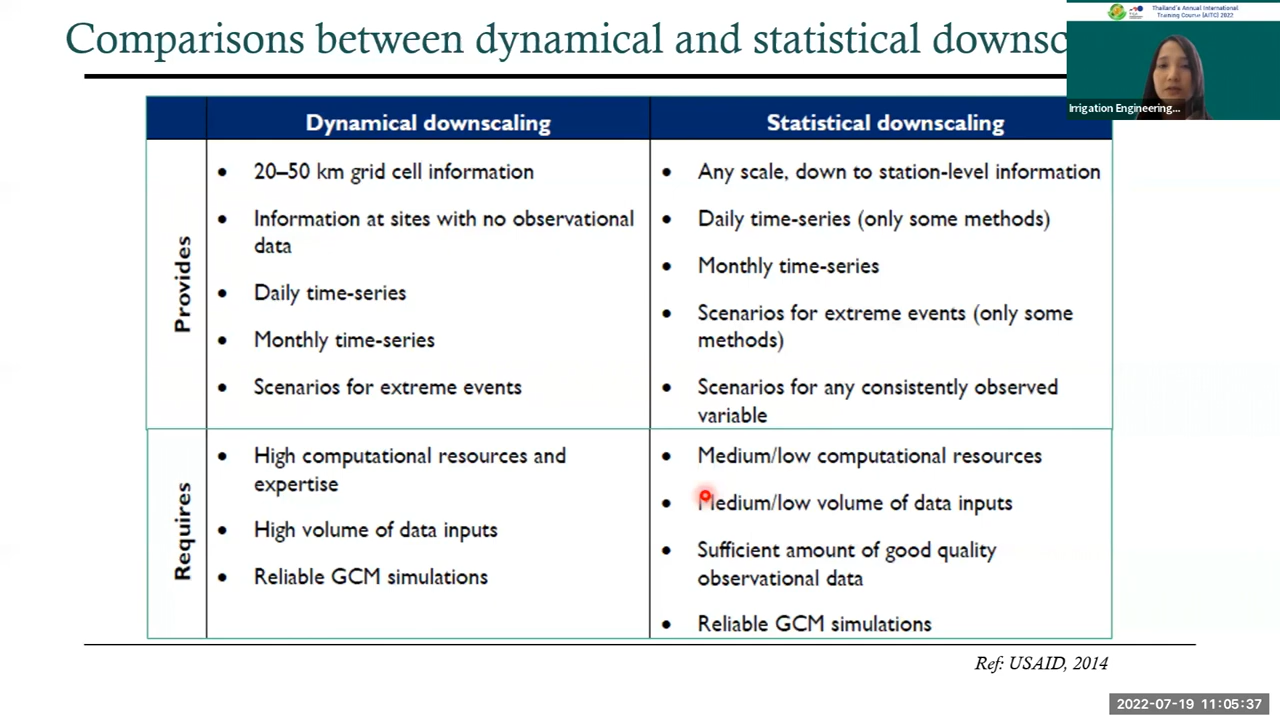 Comparisons between dynamical and statistical downsc
Thailand's Annual International
Training Course (AITC) 2022
Irrigation Engineering...
Dynamical downscaling
Statistical downscaling
Provides
• 20–50 km grid cell information
• Information at sites with no observational
data
• Daily time-series
• Monthly time-series
• Scenarios for extreme events
• Any scale, down to station-level information
• Daily time-series (only some methods)
• Monthly time-series
• Scenarios for extreme events (only some
methods)
• Scenarios for any consistently observed
variable
Requires
• High computational resources and
expertise
• High volume of data inputs
• Reliable GCM simulations
• Medium/low computational resources
• Medium/low volume of data inputs
• Sufficient amount of good quality
observational data
• Reliable GCM simulations
Ref: USAID, 2014
2022-07-19 11:05:37